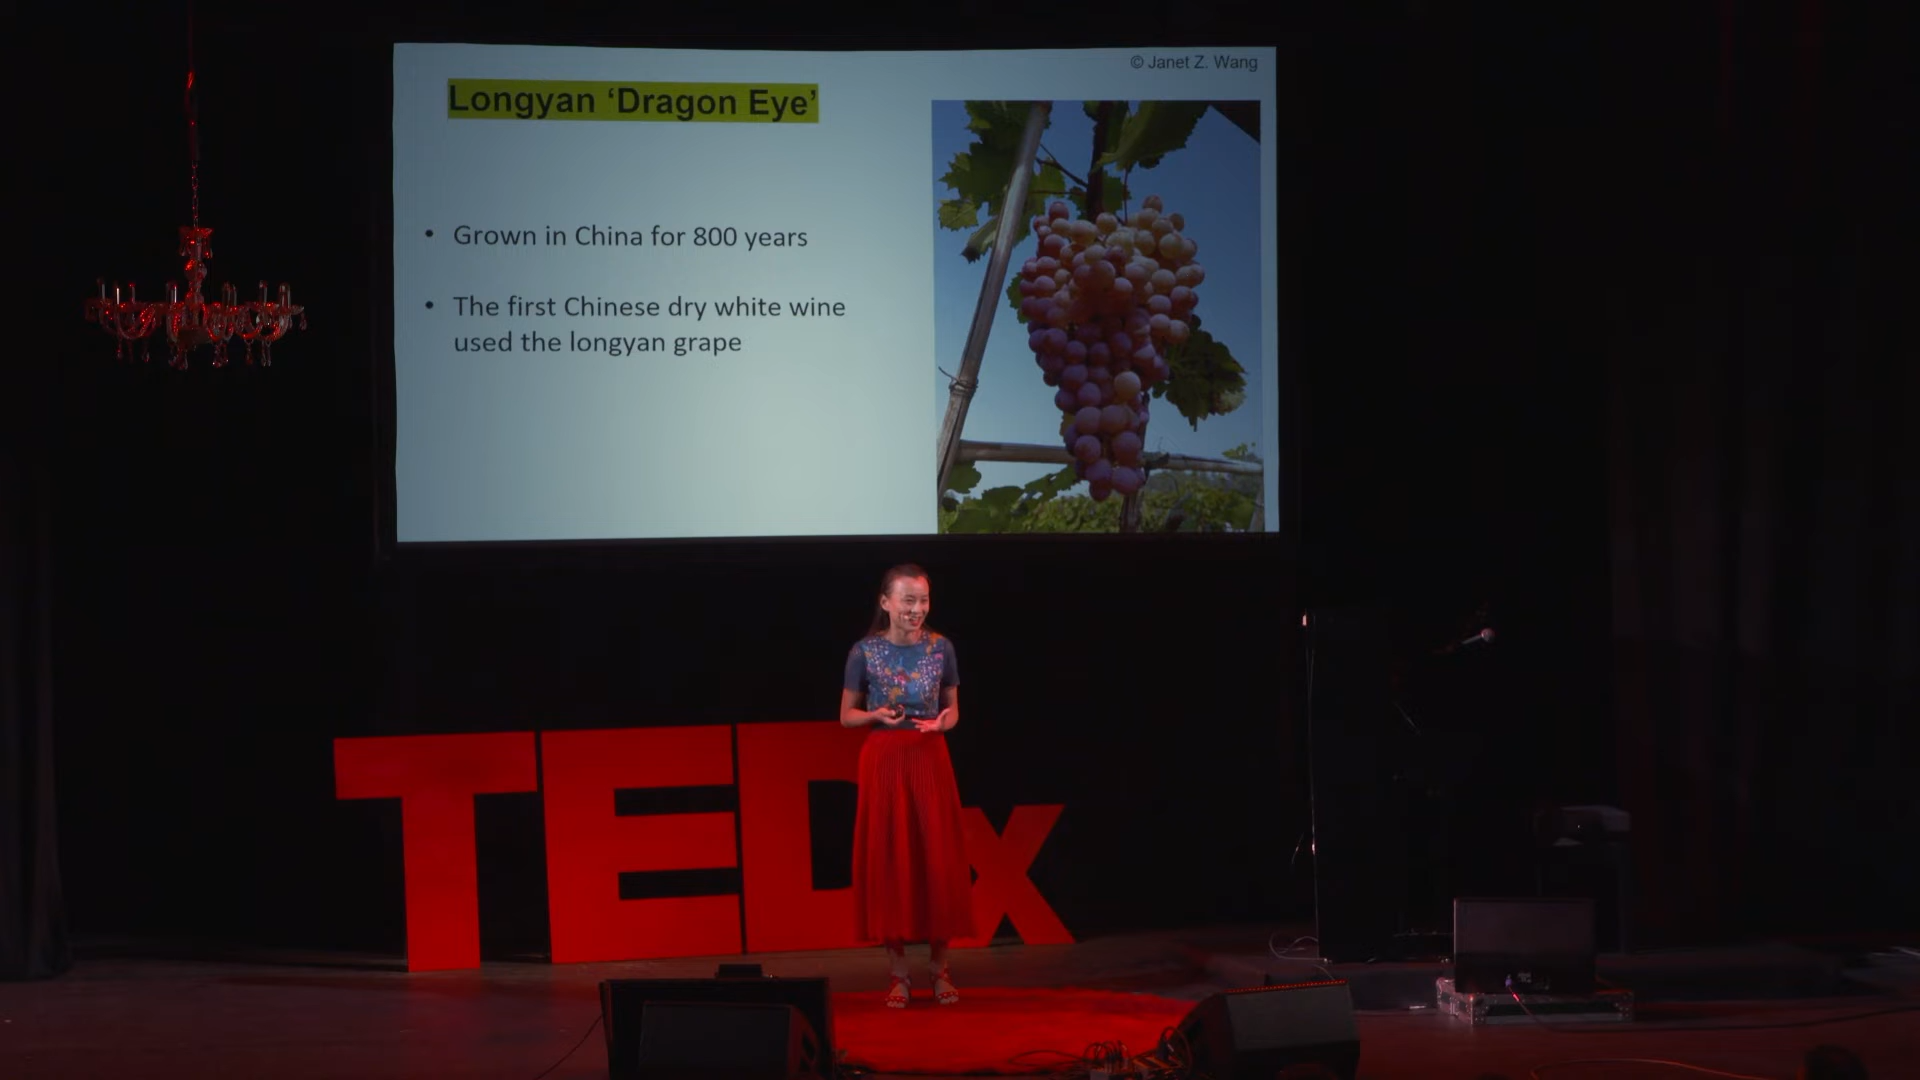 © Janet Z. Wang
Longyan ‘Dragon Eye’
• Grown in China for 800 years
• The first Chinese dry white wine
used the longyan grape
TEDx